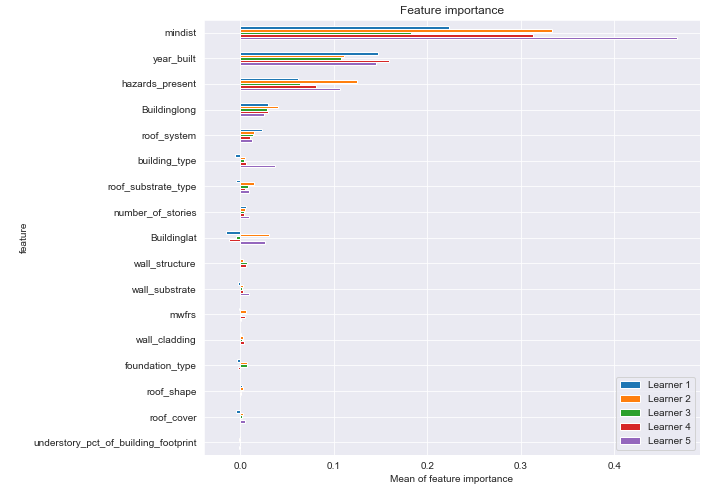 Feature importance
mindist
year_built
hazards_present
Buildinglong
roof_system
building_type
roof_substrate_type
number_of_stories
Buildinglat
wall_structure
wall_substrate
mwfrs
wall_cladding
foundation_type
roof_shape
roof_cover
understory_pct_of_building_footprint
feature
Learner 1
Learner 2
Learner 3
Learner 4
Learner 5
0.0 0.1 0.2 0.3 0.4
Mean of feature importance